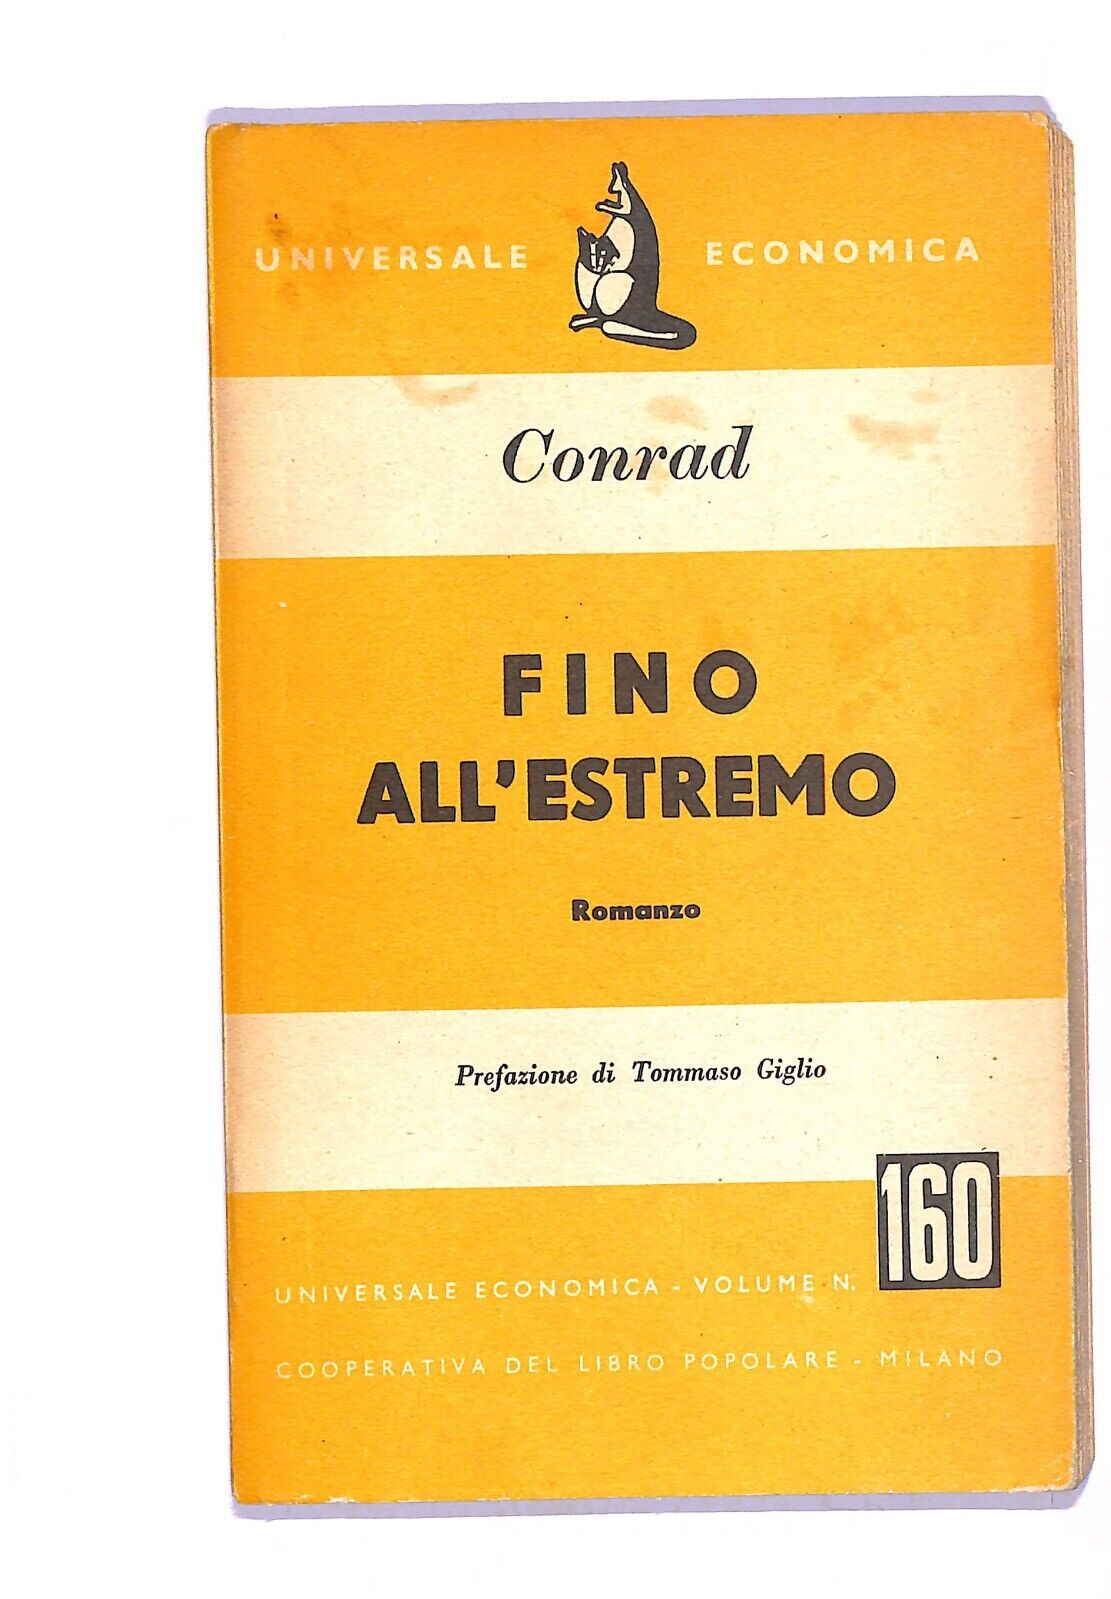 UNIVERSALE ECONOMICA
Conrad
FINO
ALL'ESTREMO
Romanzo
Prefazione di Tommaso Giglio
UNIVERSALE ECONOMICA - VOLUME N. 160
COOPERATIVA DEL LIBRO POPOLARE - MILANO